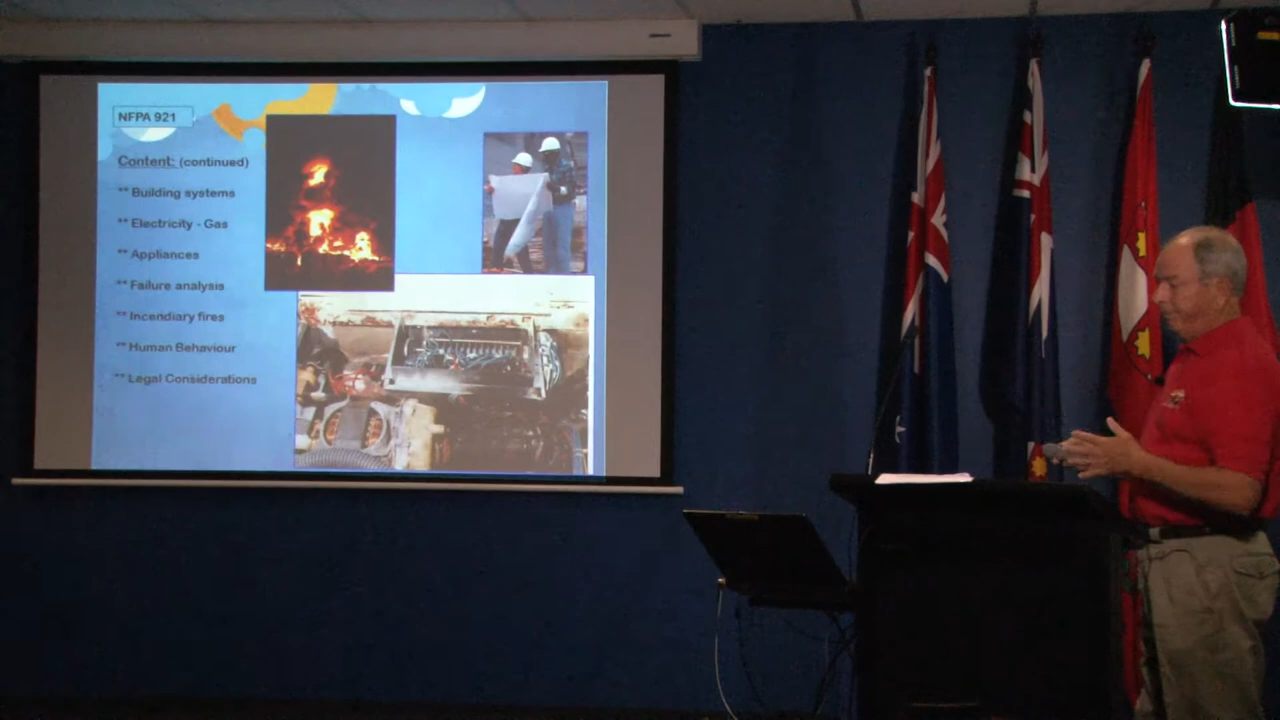 NFPA 921
Content: (continued)
** Building systems
** Electricity - Gas
** Appliances
** Failure analysis
** Incendiary fires
** Human Behaviour
** Legal Considerations